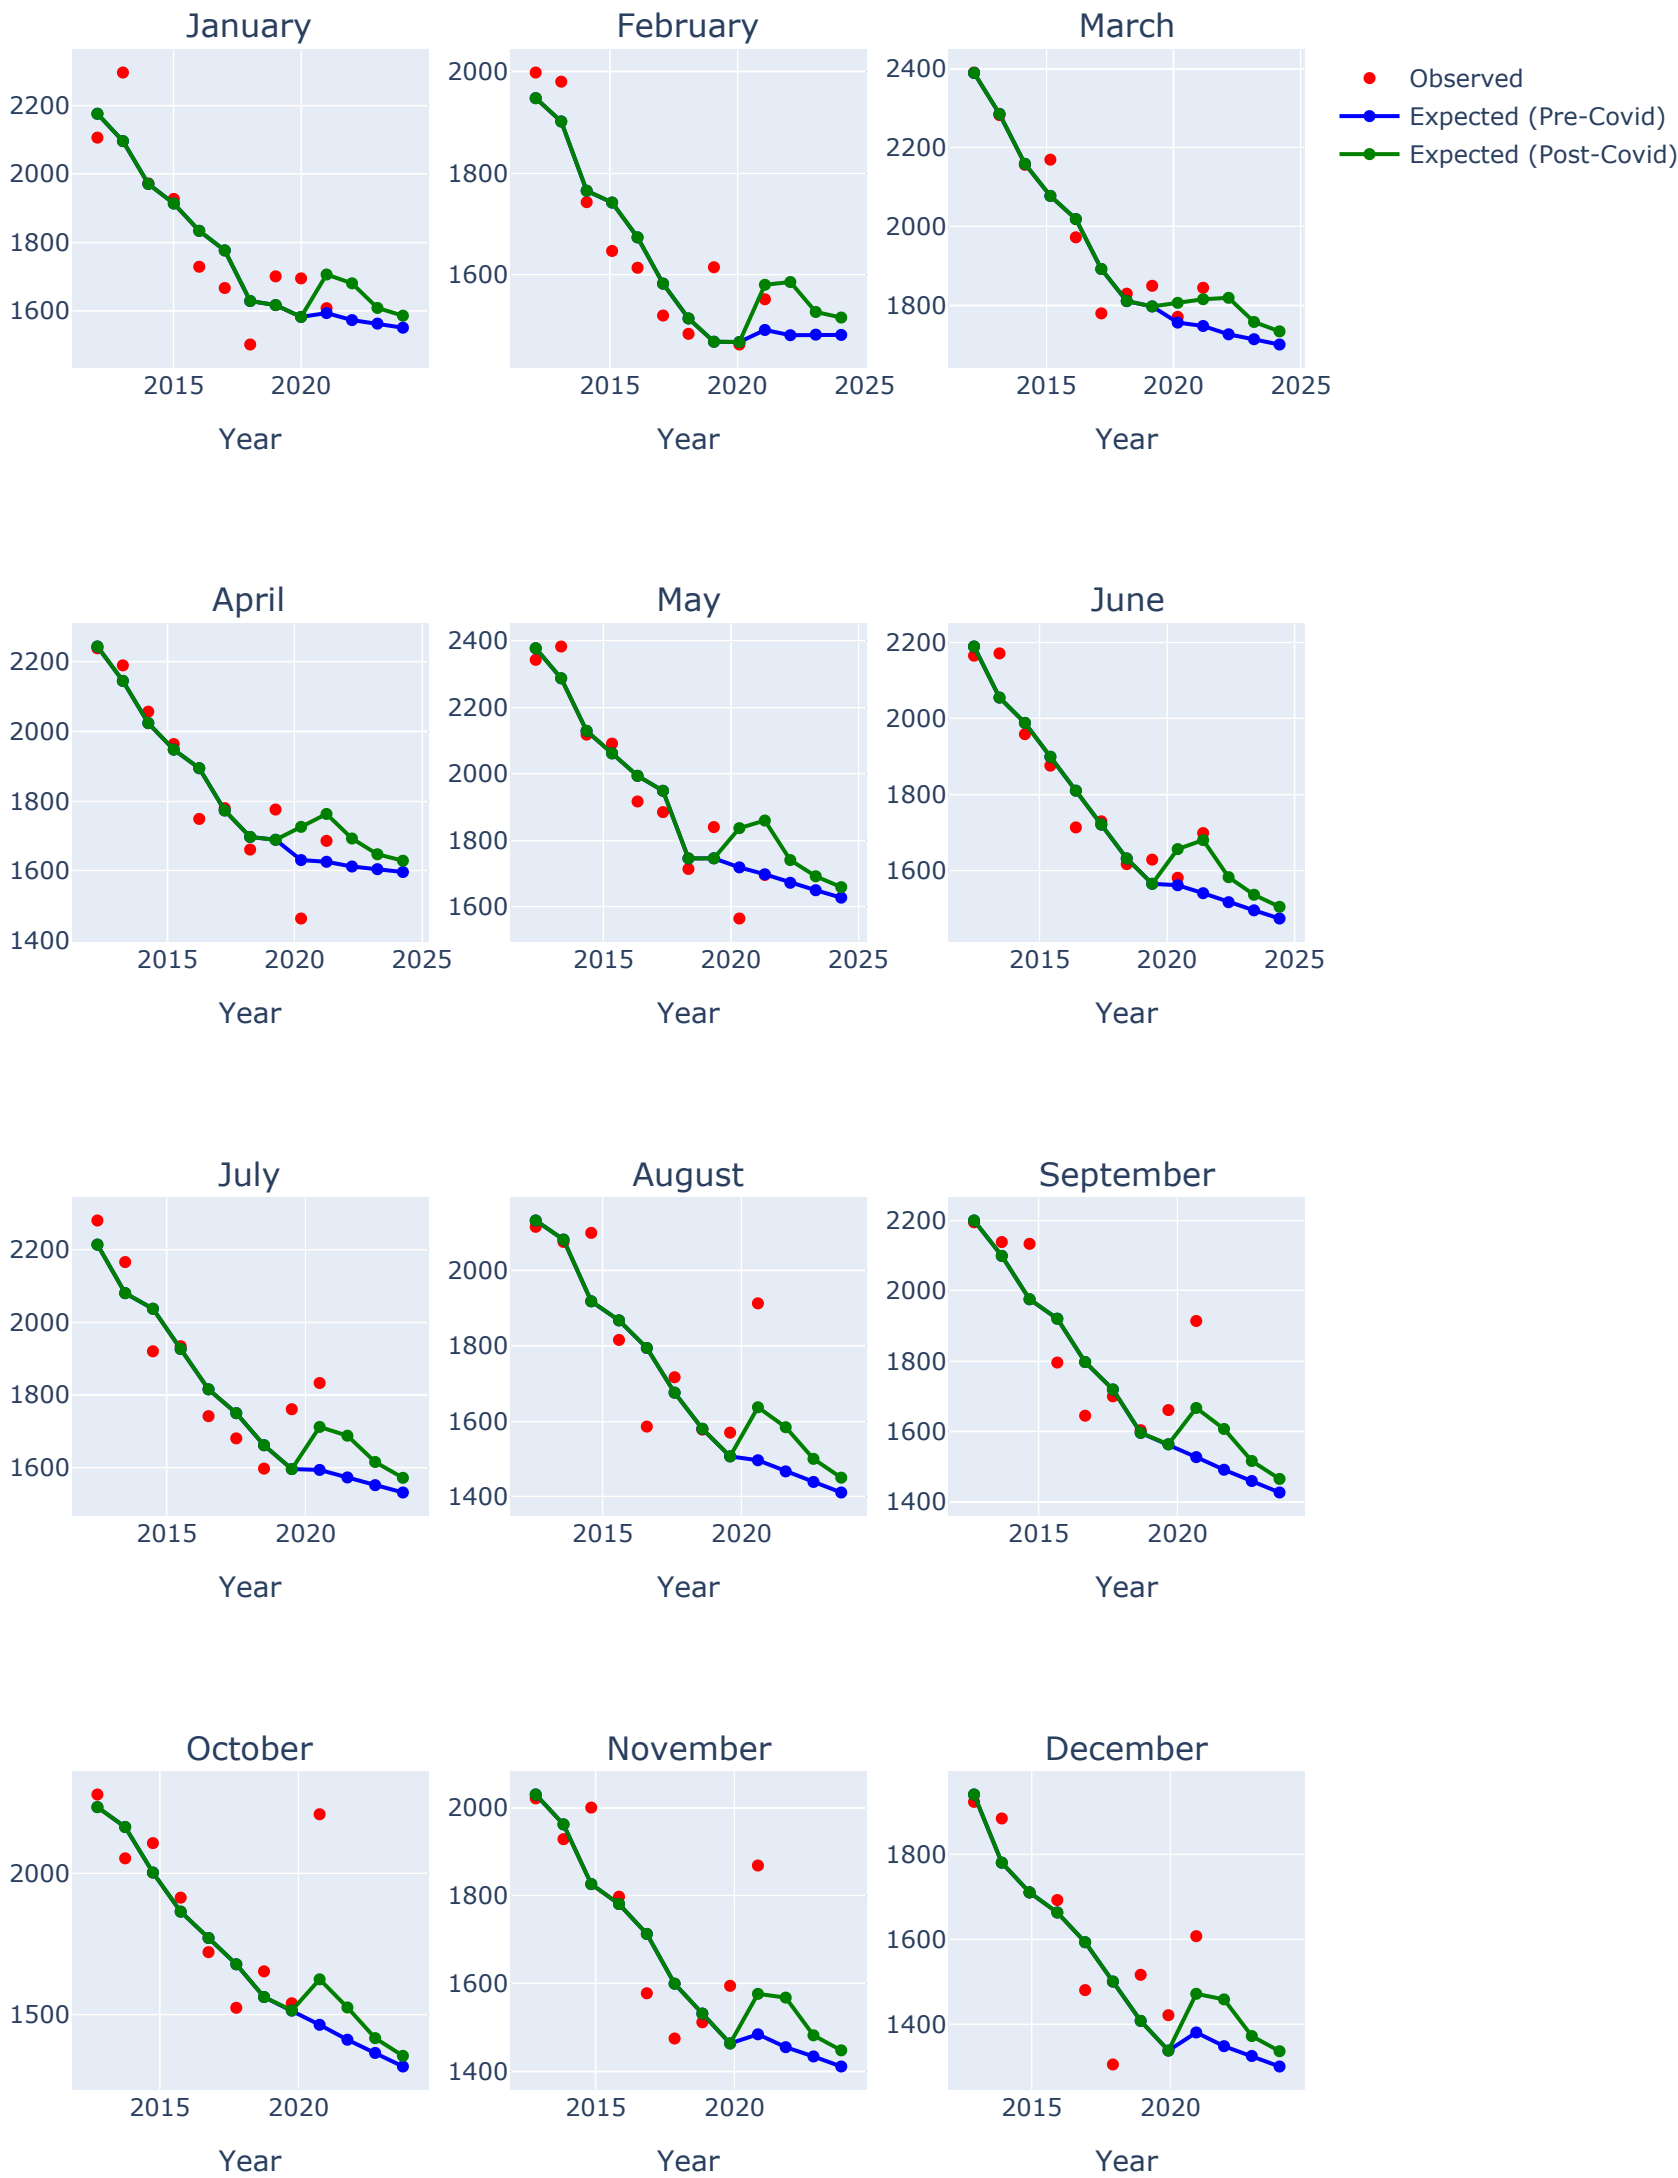 January February March
2200
2000
1800
1600
2015 2020
Year
2000
1800
1600
2015 2020 2025
Year
2400
2200
2000
1800
2015 2020 2025
Year
Observed
Expected (Pre-Covid)
Expected (Post-Covid)
April May June
2200
2000
1800
1600
1400
2015 2020 2025
Year
2400
2200
2000
1800
1600
2015 2020 2025
Year
2200
2000
1800
1600
2015 2020 2025
Year
July August September
2200
2000
1800
1600
2015 2020
Year
2000
1800
1600
1400
2015 2020
Year
2200
2000
1800
1600
1400
2015 2020
Year
October November December
2000
1500
2015 2020
Year
2000
1800
1600
1400
2015 2020
Year
1800
1600
1400
2015 2020
Year